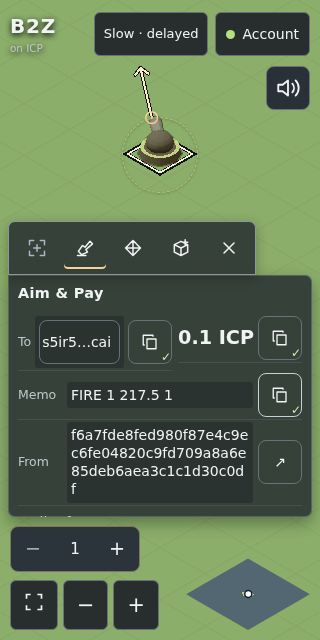 B2Z
on ICP
Slow · delayed
Account
Aim & Pay
To
s5ir5...cai
0.1 ICP
Memo
FIRE 1 217.5 1
From
f6a7fde8fed980f87e4c9e
c6fe04820c9fd709a8a6e
85deb6aea3c1c1d30c0d
f
1